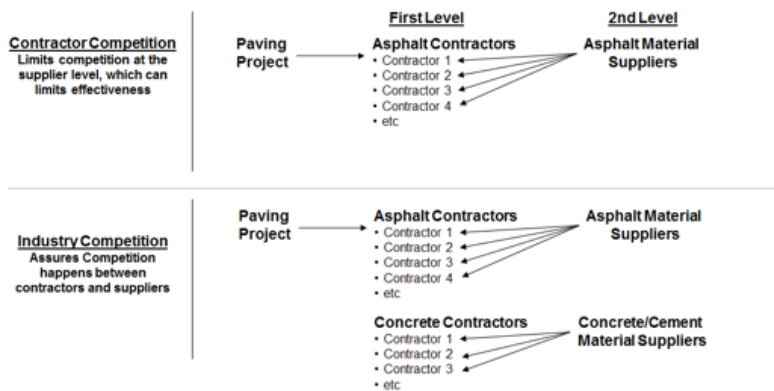 First Level
2nd Level
Contractor Competition
Limits competition at the
supplier level, which can
limits effectiveness
Paving
Project
Asphalt Contractors
• Contractor 1
• Contractor 2
• Contractor 3
• Contractor 4
• etc
Asphalt Material
Suppliers
Industry Competition
Assures Competition
happens between
contractors and suppliers
Paving
Project
Asphalt Contractors
• Contractor 1
• Contractor 2
• Contractor 3
• Contractor 4
• etc
Asphalt Material
Suppliers
Concrete Contractors
• Contractor 1
• Contractor 2
• Contractor 3
• etc
Concrete/Cement
Material Suppliers